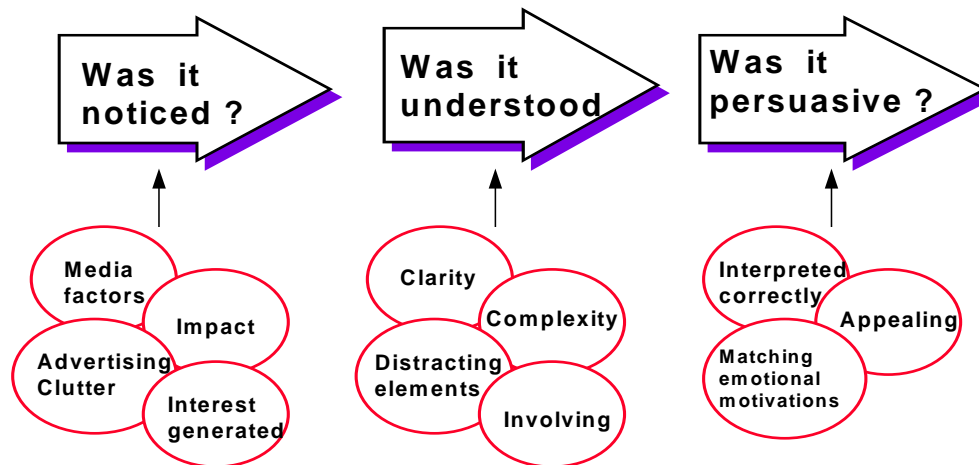 Was it
noticed ?
Was it
understood
Was it
persuasive ?
Media
factors
Impact
Advertising
Clutter
Interest
generated
Clarity
Complexity
Distracting
elements
Involving
Interpreted
correctly
Appealing
Matching
emotional
motivations